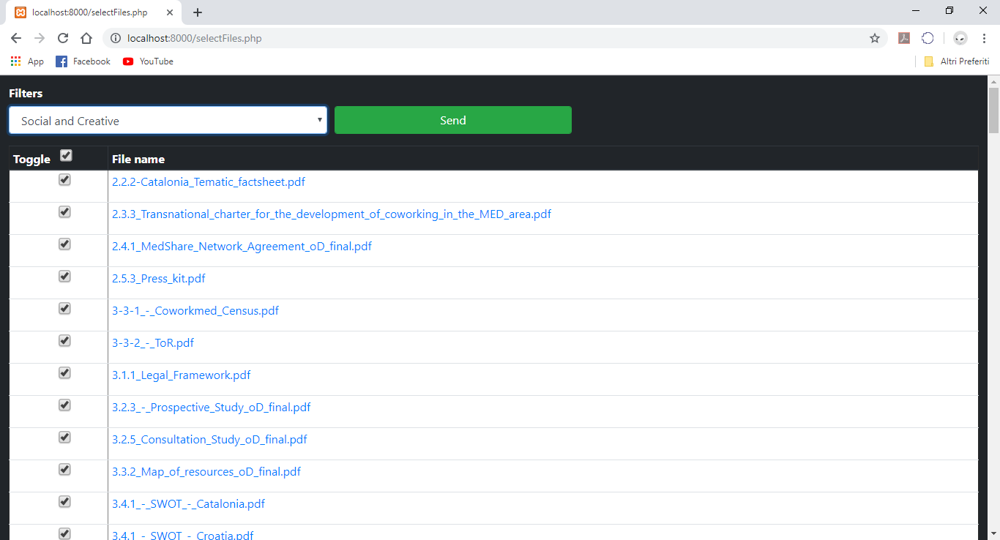 localhost:8000/selectFiles.php
localhost:8000/selectFiles.php
App Facebook YouTube Altri Preferiti
Filters
Social and Creative Send
Toggle File name
2.2.2-Catalonia_Tematic_factsheet.pdf
2.3.3_Transnational_charter_for_the_development_of_coworking_in_the_MED_area.pdf
2.4.1_MedShare_Network_Agreement_oD_final.pdf
2.5.3_Press_kit.pdf
3-3-1_-_Coworkmed_Census.pdf
3-3-2_-_ToR.pdf
3.1.1_Legal_Framework.pdf
3.2.3_-_Prospective_Study_oD_final.pdf
3.2.5_Consultation_Study_oD_final.pdf
3.3.2_Map_of_resources_oD_final.pdf
3.4.1_-_SWOT_-_Catalonia.pdf
3.4.1_-_SWOT_-_Croatia.pdf